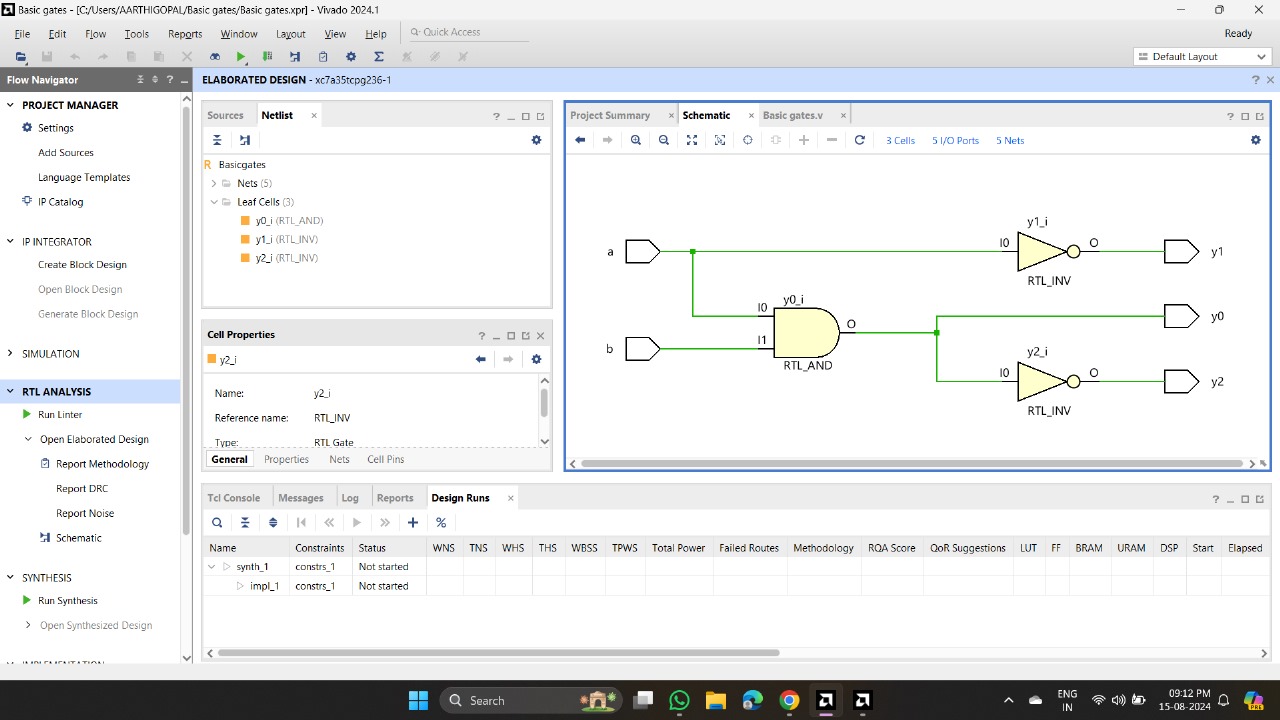 Basic gates - [C:/Users/AARTHIGOPAL/Basic gates/Basic gates.xpr] - Vivado 2024.1
File Edit Flow Tools Reports Window Layout View Help Quick Access Ready
Default Layout
Flow Navigator
ELABORATED DESIGN - xc7a35tcpg236-1
PROJECT MANAGER
Settings
Add Sources
Language Templates
IP Catalog
IP INTEGRATOR
Create Block Design
Open Block Design
Generate Block Design
SIMULATION
RTL ANALYSIS
Run Linter
Open Elaborated Design
Report Methodology
Report DRC
Report Noise
Schematic
SYNTHESIS
Run Synthesis
Open Synthesized Design
IMPLEMENTATION
Sources Netlist
Basicgates
Nets (5)
Leaf Cells (3)
y0_i (RTL_AND)
y1_i (RTL_INV)
y2_i (RTL_INV)
Cell Properties
y2_i
Name: y2_i
Reference name: RTL_INV
Type: RTL Gate
General Properties Nets Cell Pins
Project Summary Schematic Basic gates.v
3 Cells 5 I/O Ports 5 Nets
y1_i
a I0 O y1
RTL_INV
y0_i
I0 O y0
b I1
RTL_AND
y2_i
I0 O y2
RTL_INV
Tcl Console Messages Log Reports Design Runs
Name Constraints Status WNS TNS WHS THS WBSS TPWS Total Power Failed Routes Methodology RQA Score QoR Suggestions LUT FF BRAM URAM DSP Start Elapsed
synth_1 constrs_1 Not started
impl_1 constrs_1 Not started
Search
ENG
IN
09:12 PM
15-08-2024
PRE